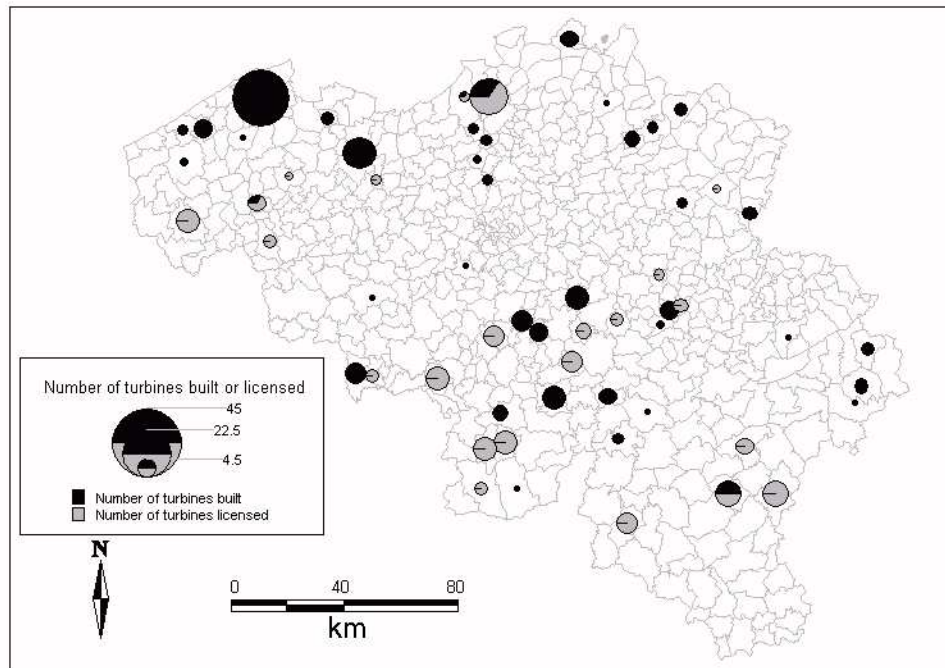 Number of turbines built or licensed
45
22.5
4.5
Number of turbines built
Number of turbines licensed
N
0 40 80
km